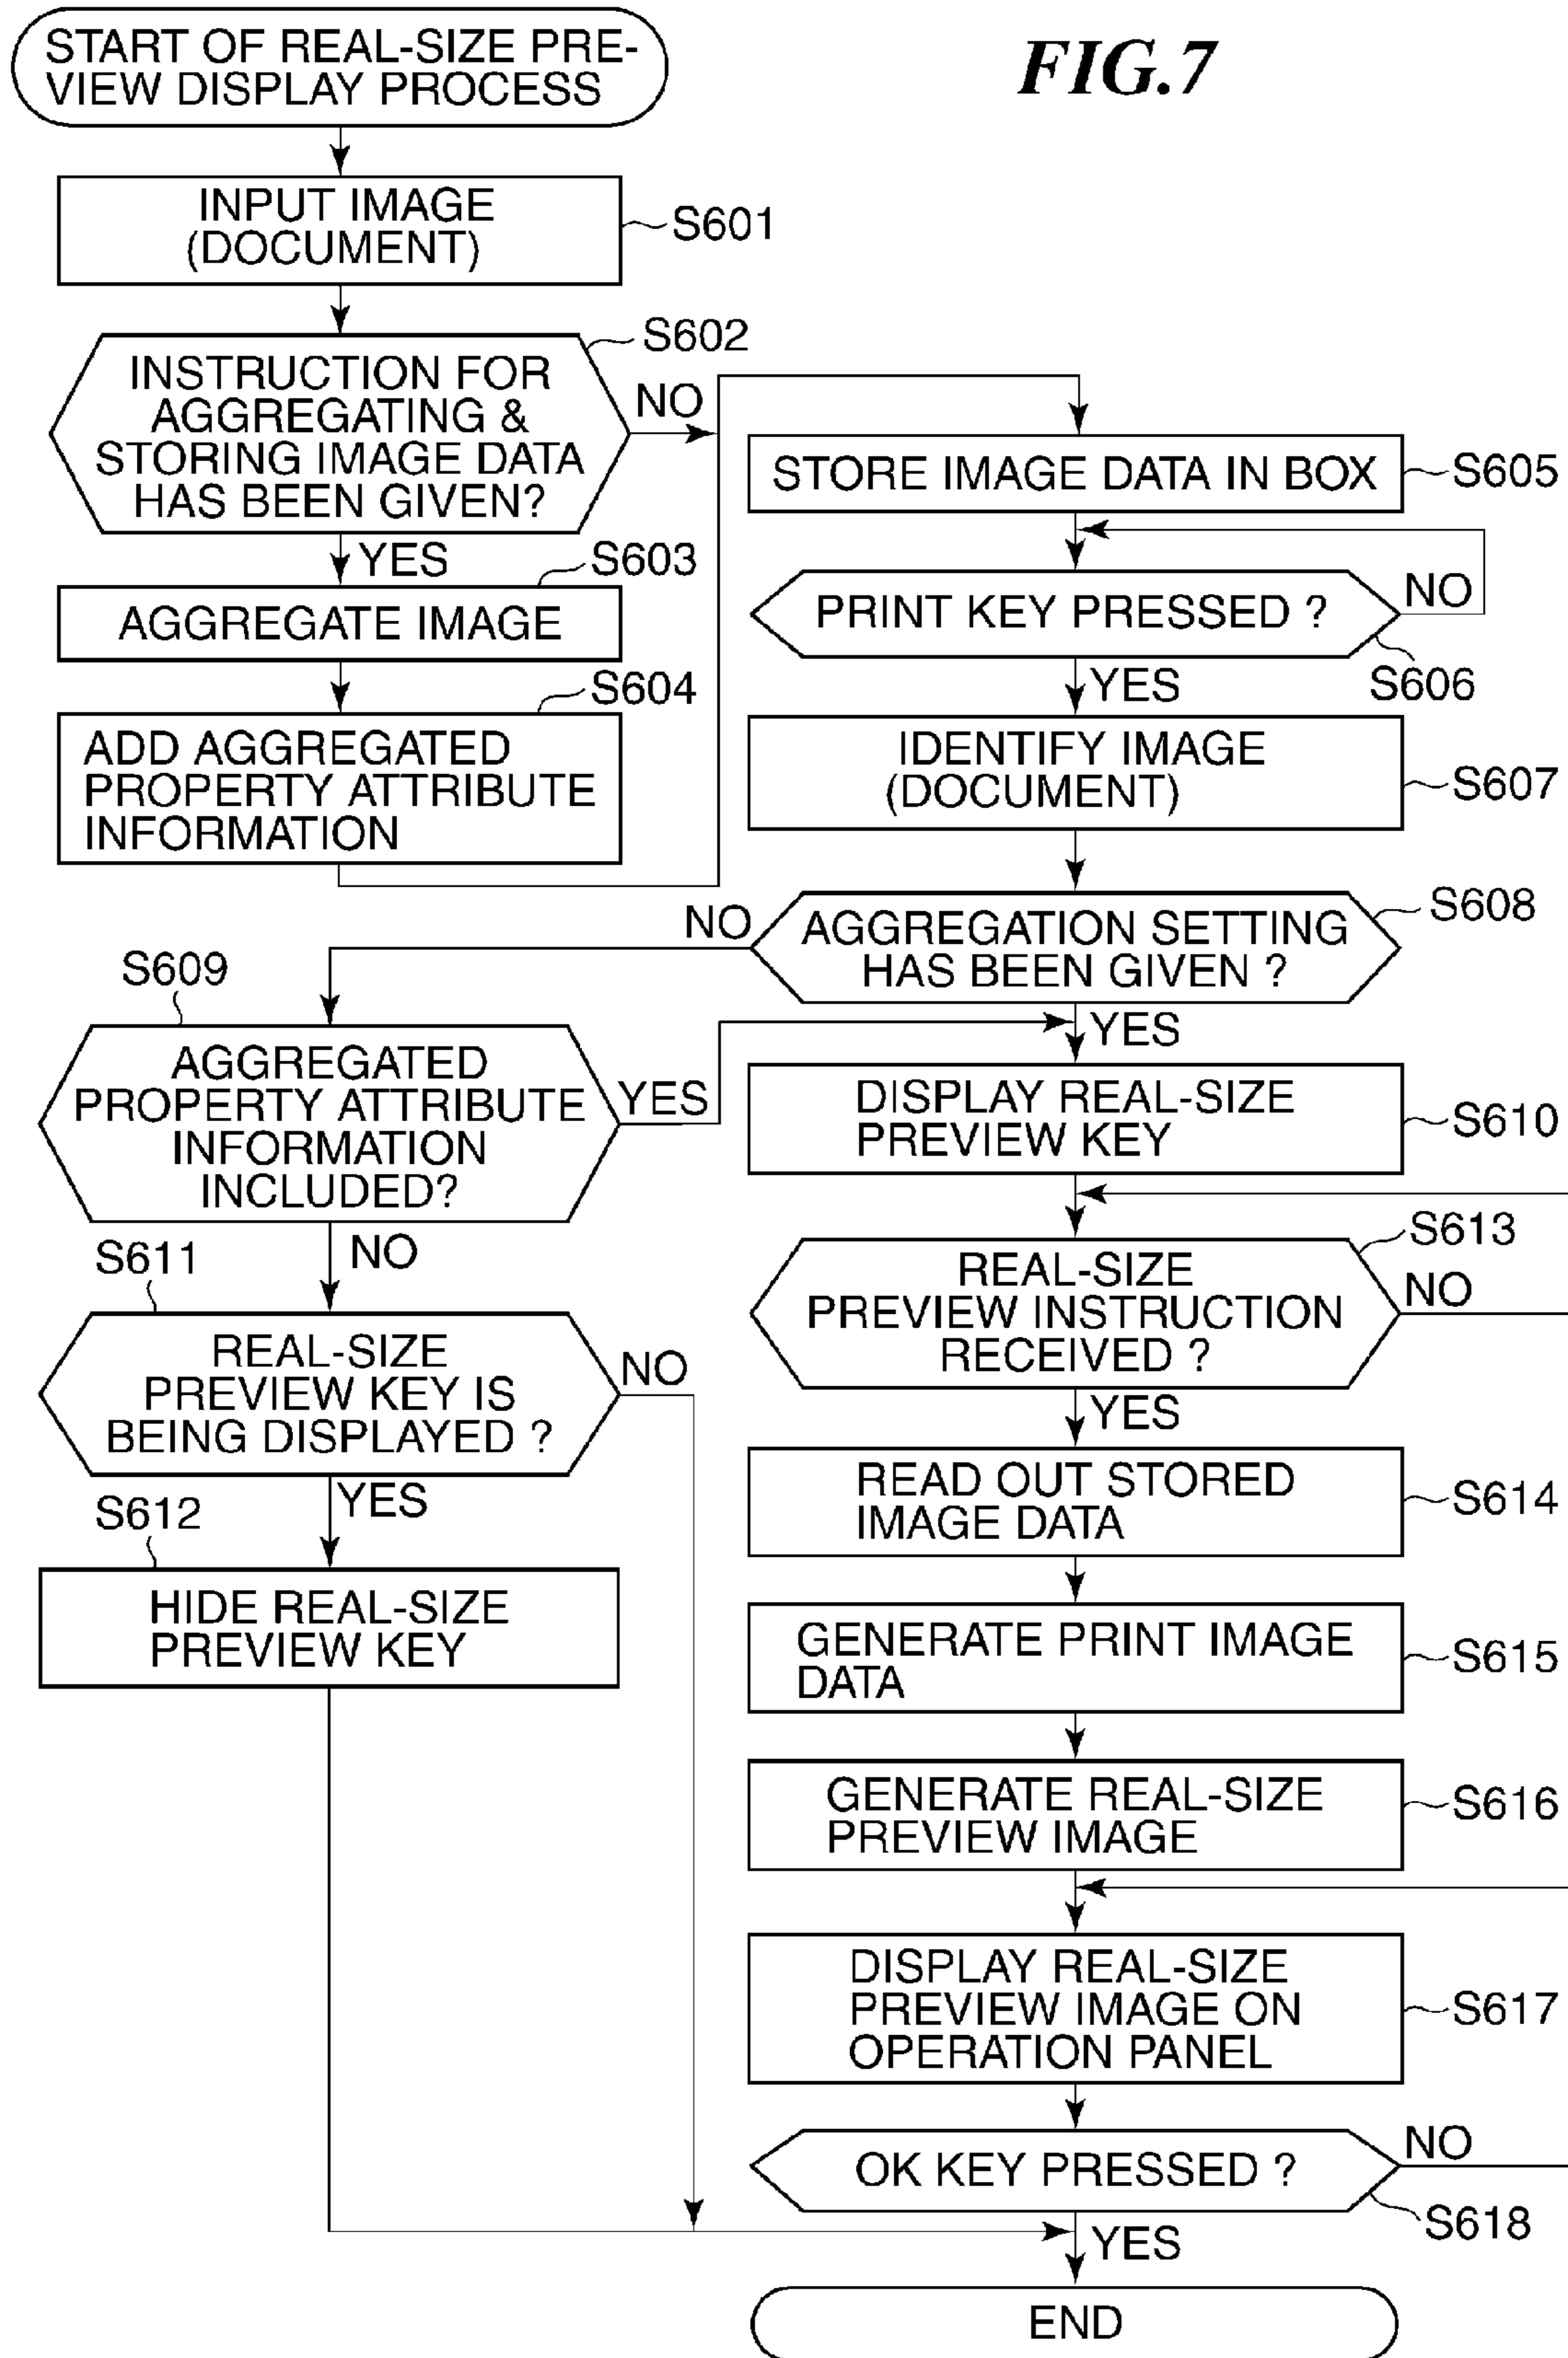 FIG.7
START OF REAL-SIZE PRE-
VIEW DISPLAY PROCESS
INPUT IMAGE
(DOCUMENT)
S601
S602
INSTRUCTION FOR
AGGREGATING &
STORING IMAGE DATA
HAS BEEN GIVEN?
NO
YES
S603
AGGREGATE IMAGE
S604
ADD AGGREGATED
PROPERTY ATTRIBUTE
INFORMATION
STORE IMAGE DATA IN BOX
S605
PRINT KEY PRESSED ?
NO
S606
YES
IDENTIFY IMAGE
(DOCUMENT)
S607
S608
AGGREGATION SETTING
HAS BEEN GIVEN ?
NO
YES
S609
AGGREGATED
PROPERTY ATTRIBUTE
INFORMATION
INCLUDED?
YES
NO
DISPLAY REAL-SIZE
PREVIEW KEY
S610
S611
REAL-SIZE
PREVIEW KEY IS
BEING DISPLAYED ?
NO
YES
S612
HIDE REAL-SIZE
PREVIEW KEY
S613
REAL-SIZE
PREVIEW INSTRUCTION
RECEIVED ?
NO
YES
READ OUT STORED
IMAGE DATA
S614
GENERATE PRINT IMAGE
DATA
S615
GENERATE REAL-SIZE
PREVIEW IMAGE
S616
DISPLAY REAL-SIZE
PREVIEW IMAGE ON
OPERATION PANEL
S617
OK KEY PRESSED ?
NO
S618
YES
END